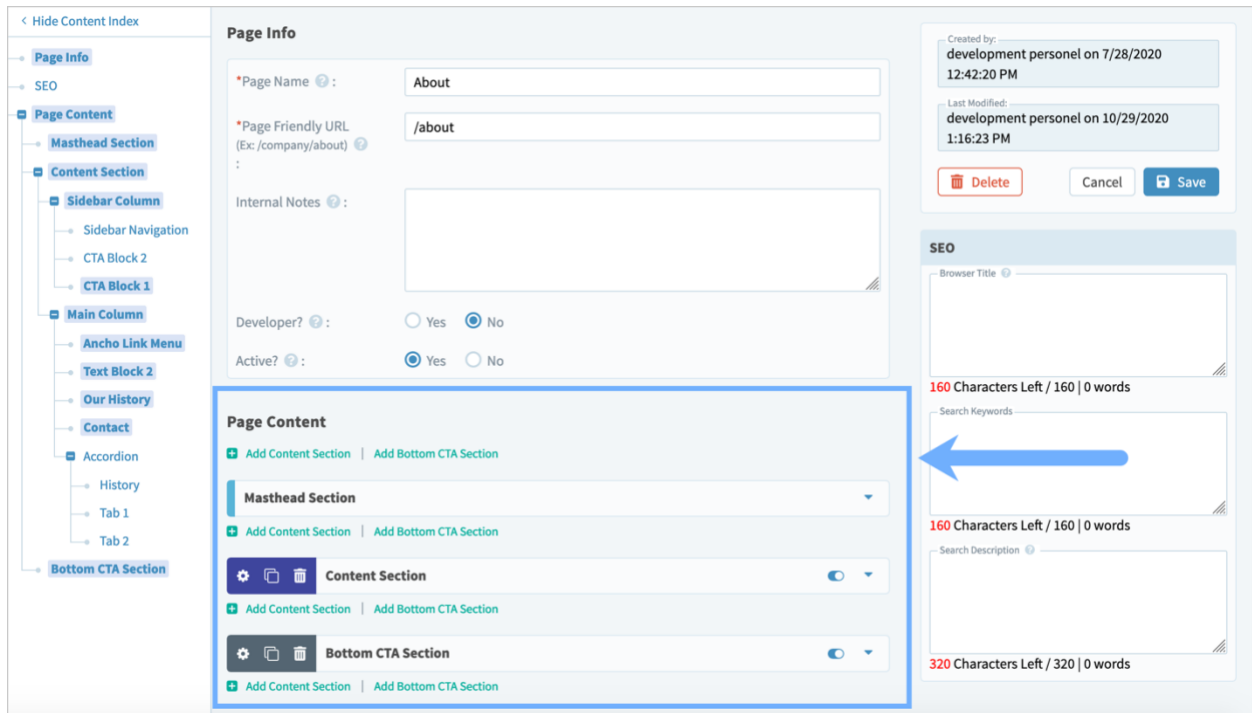 < Hide Content Index
Page Info
SEO
Page Content
Masthead Section
Content Section
Sidebar Column
Sidebar Navigation
CTA Block 2
CTA Block 1
Main Column
Ancho Link Menu
Text Block 2
Our History
Contact
Accordion
History
Tab 1
Tab 2
Bottom CTA Section
Page Info
*Page Name ? :
About
*Page Friendly URL
(Ex: /company/about) ?
:
/about
Internal Notes ? :
Developer? ? :
Yes No
Active? ? :
Yes No
Page Content
Add Content Section | Add Bottom CTA Section
Masthead Section
Add Content Section | Add Bottom CTA Section
Content Section
Add Content Section | Add Bottom CTA Section
Bottom CTA Section
Add Content Section | Add Bottom CTA Section
Created by:
development personel on 7/28/2020
12:42:20 PM
Last Modified:
development personel on 10/29/2020
1:16:23 PM
Delete Cancel Save
SEO
Browser Title ?
160 Characters Left / 160 | 0 words
Search Keywords
160 Characters Left / 160 | 0 words
Search Description ?
320 Characters Left / 320 | 0 words